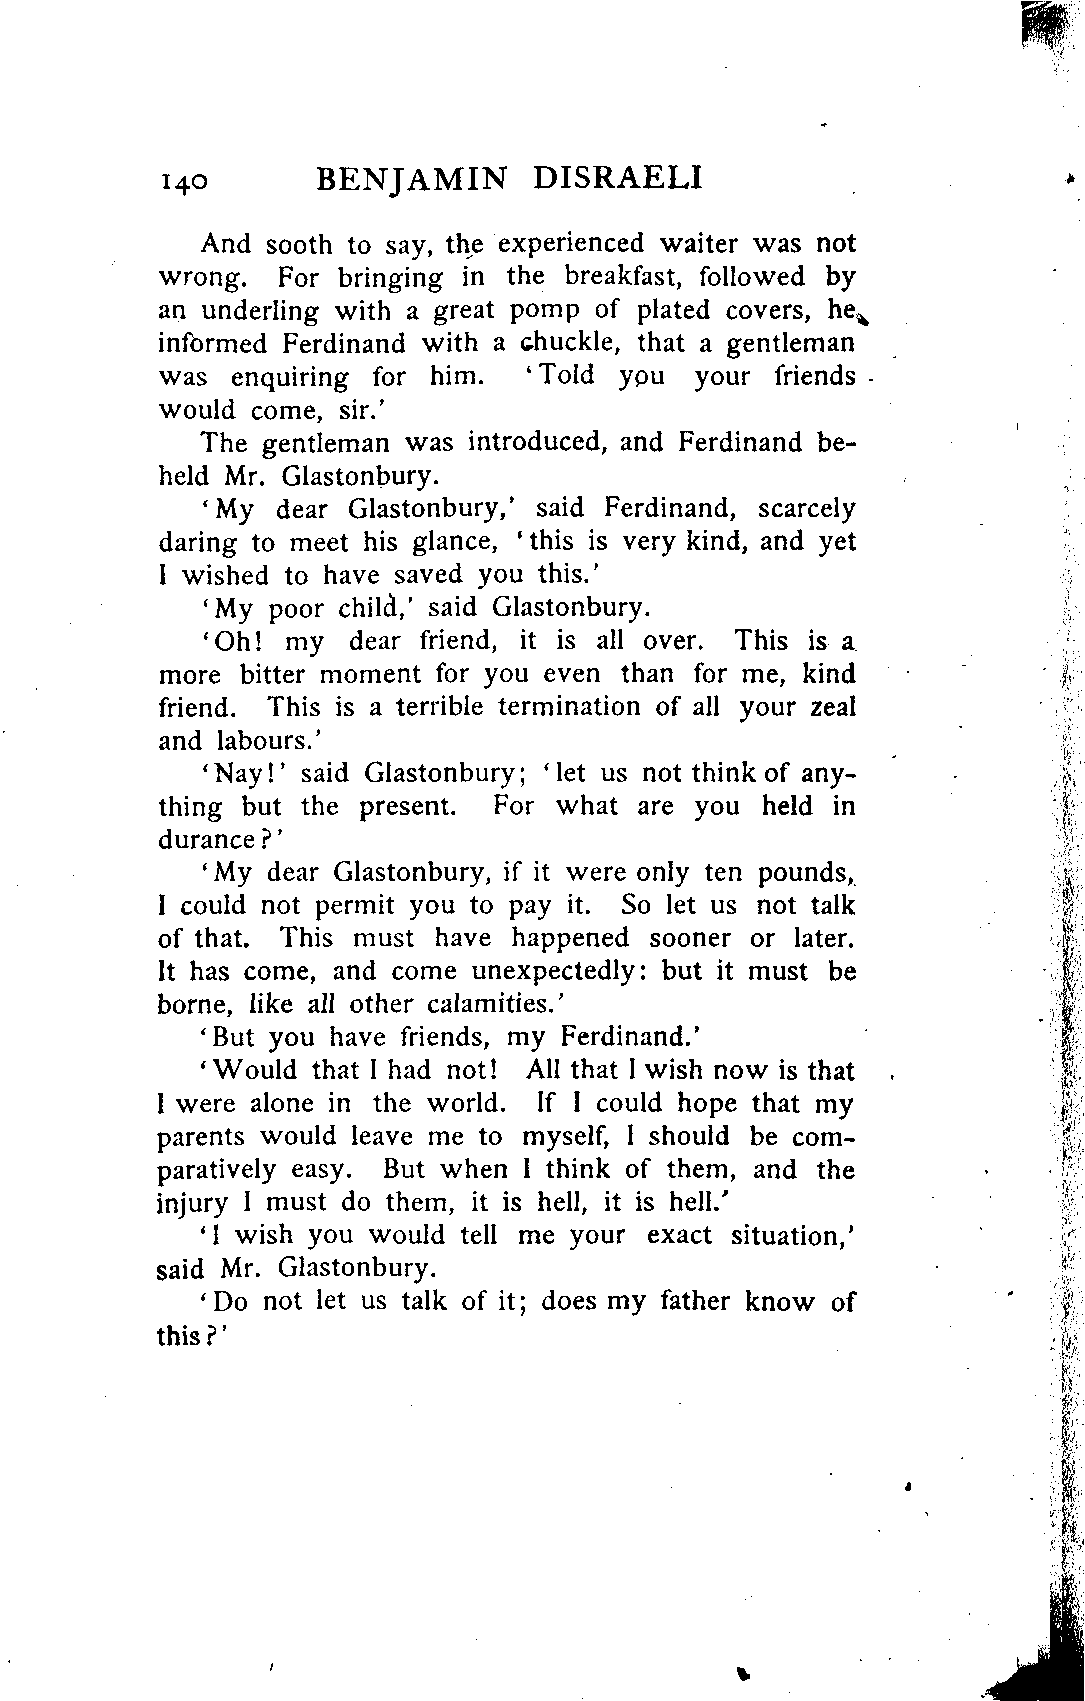 140 BENJAMIN DISRAELI
And sooth to say, the experienced waiter was not
wrong. For bringing in the breakfast, followed by
an underling with a great pomp of plated covers, he
informed Ferdinand with a chuckle, that a gentleman
was enquiring for him. ‘Told you your friends
would come, sir.’
The gentleman was introduced, and Ferdinand be-
held Mr. Glastonbury.
‘My dear Glastonbury,’ said Ferdinand, scarcely
daring to meet his glance, ‘this is very kind, and yet
I wished to have saved you this.’
‘My poor child,’ said Glastonbury.
‘Oh! my dear friend, it is all over. This is a
more bitter moment for you even than for me, kind
friend. This is a terrible termination of all your zeal
and labours.’
‘Nay!’ said Glastonbury; ‘let us not think of any-
thing but the present. For what are you held in
durance?’
‘My dear Glastonbury, if it were only ten pounds,
I could not permit you to pay it. So let us not talk
of that. This must have happened sooner or later.
It has come, and come unexpectedly: but it must be
borne, like all other calamities.’
‘But you have friends, my Ferdinand.’
‘Would that I had not! All that I wish now is that
I were alone in the world. If I could hope that my
parents would leave me to myself, I should be com-
paratively easy. But when I think of them, and the
injury I must do them, it is hell, it is hell.’
‘I wish you would tell me your exact situation,’
said Mr. Glastonbury.
‘Do not let us talk of it; does my father know of
this?’